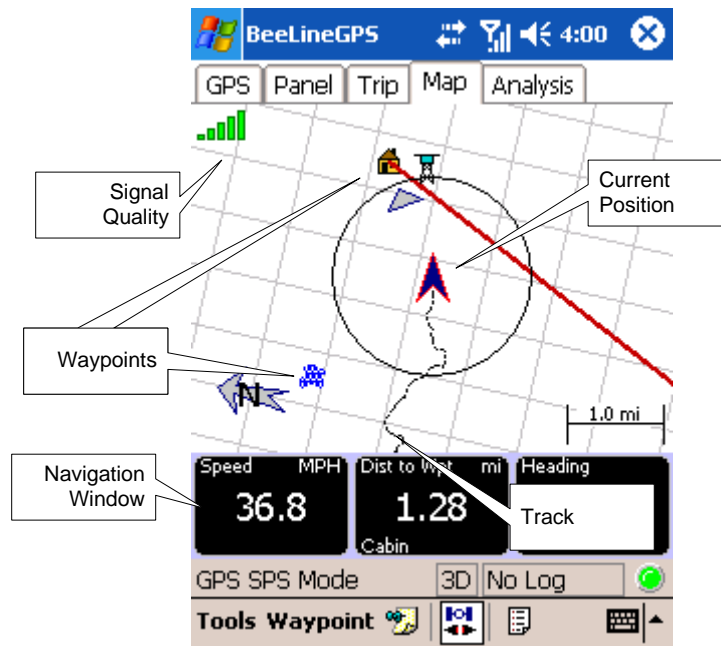 BeeLineGPS 4:00
GPS Panel Trip Map Analysis
Signal
Quality
Current
Position
Waypoints
N
1.0 mi
Navigation
Window
Speed MPH
36.8
Dist to Wpt mi
1.28
Cabin
Heading
Track
GPS SPS Mode 3D No Log
Tools Waypoint